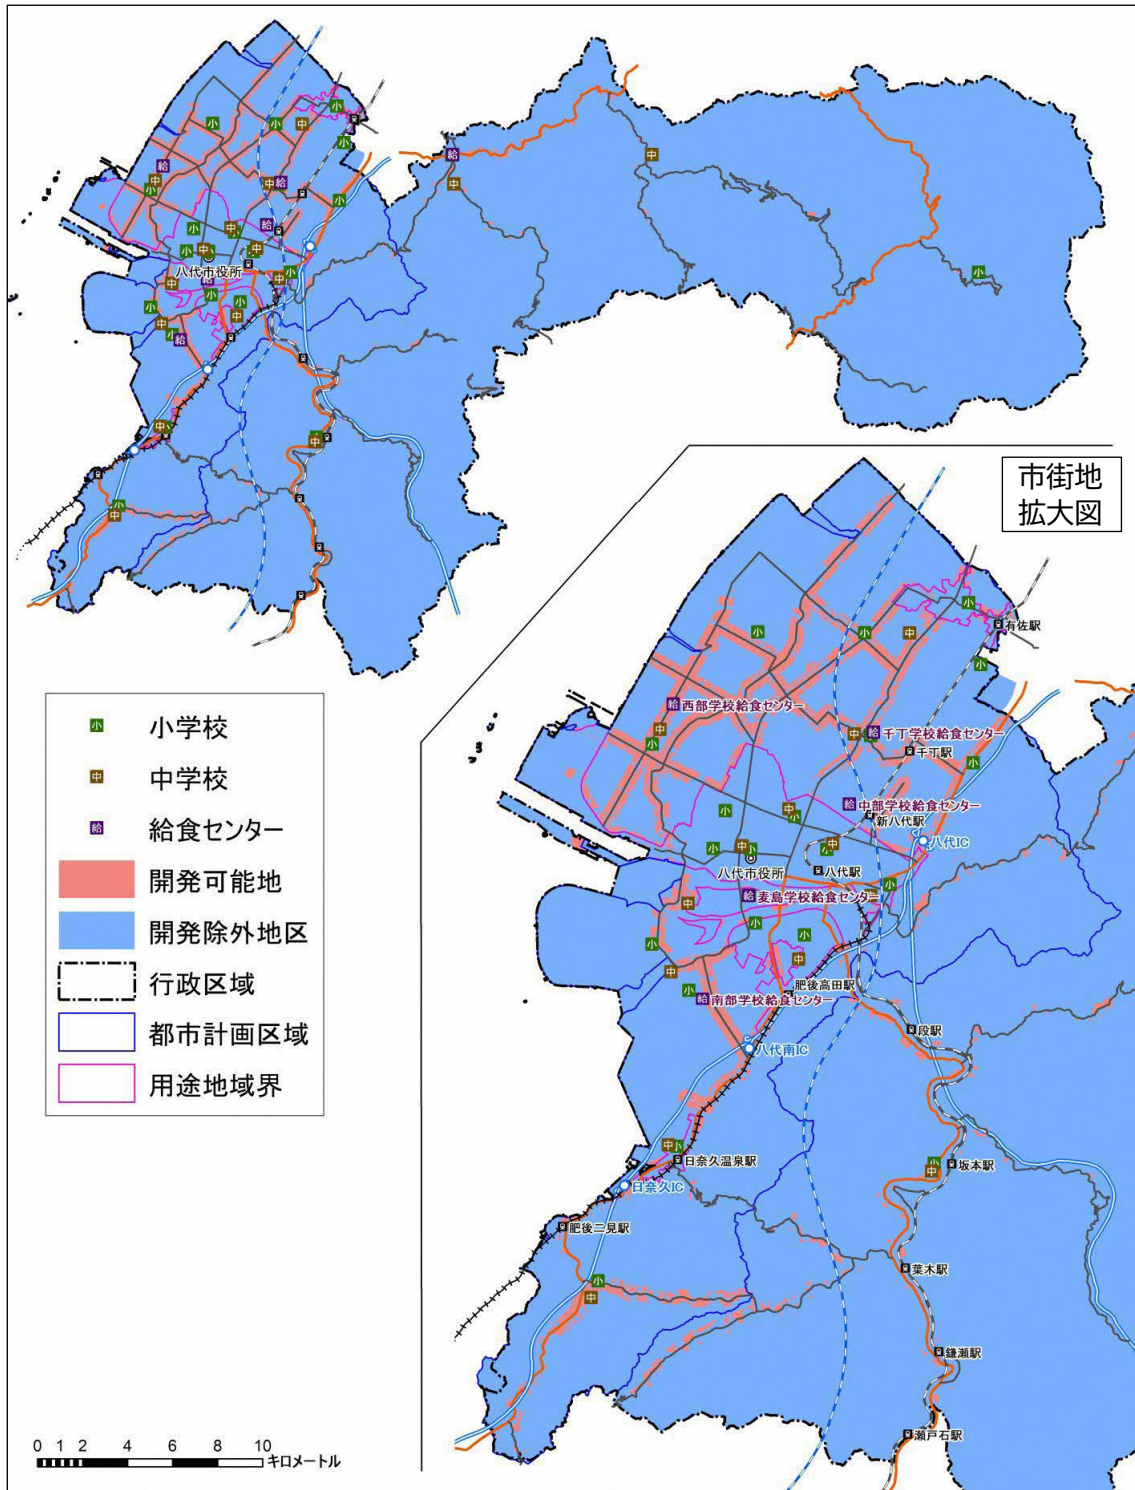 八代市役所
市街地
拡大図
有佐駅
西部学校給食センター
千丁学校給食センター
千丁駅
中部学校給食センター
新八代駅
八代IC
八代市役所
八代駅
麦島学校給食センター
肥後高田駅
南部学校給食センター
段駅
八代南IC
日奈久温泉駅
坂本駅
日奈久IC
肥後二見駅
葉木駅
鎌瀬駅
瀬戸石駅
小 小学校
中 中学校
給 給食センター
開発可能地
開発除外地区
行政区域
都市計画区域
用途地域界
0 1 2 4 6 8 10
キロメートル